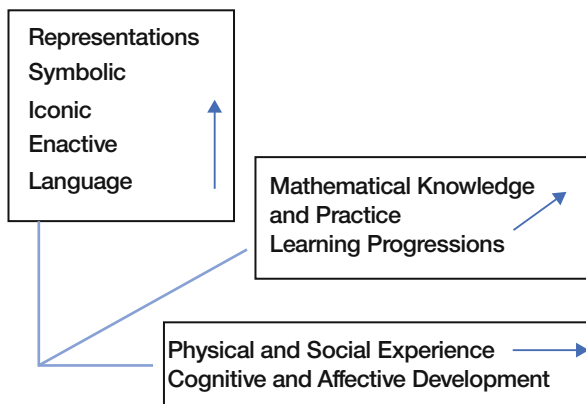 Representations
Symbolic
Iconic
Enactive
Language
Mathematical Knowledge
and Practice
Learning Progressions
Physical and Social Experience
Cognitive and Affective Development